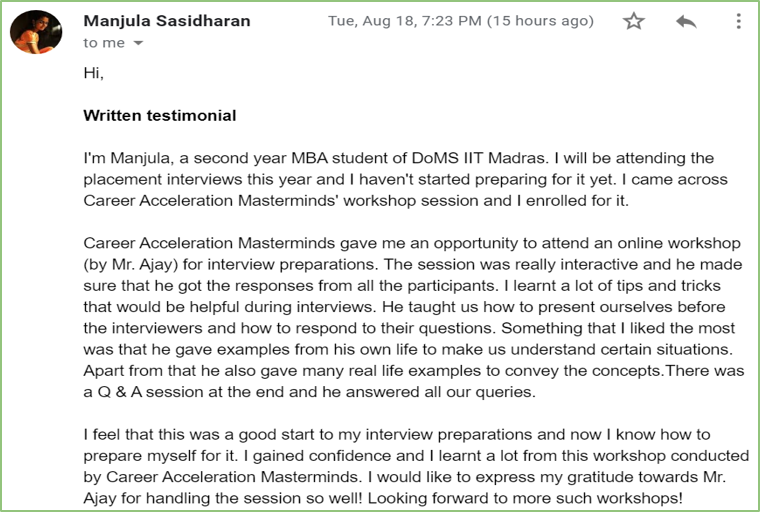 Manjula Sasidharan
Tue, Aug 18, 7:23 PM (15 hours ago)
to me
Hi,
Written testimonial
I'm Manjula, a second year MBA student of DoMS IIT Madras. I will be attending the
placement interviews this year and I haven't started preparing for it yet. I came across
Career Acceleration Masterminds' workshop session and I enrolled for it.
Career Acceleration Masterminds gave me an opportunity to attend an online workshop
(by Mr. Ajay) for interview preparations. The session was really interactive and he made
sure that he got the responses from all the participants. I learnt a lot of tips and tricks
that would be helpful during interviews. He taught us how to present ourselves before
the interviewers and how to respond to their questions. Something that I liked the most
was that he gave examples from his own life to make us understand certain situations.
Apart from that he also gave many real life examples to convey the concepts.There was
a Q & A session at the end and he answered all our queries.
I feel that this was a good start to my interview preparations and now I know how to
prepare myself for it. I gained confidence and I learnt a lot from this workshop conducted
by Career Acceleration Masterminds. I would like to express my gratitude towards Mr.
Ajay for handling the session so well! Looking forward to more such workshops!